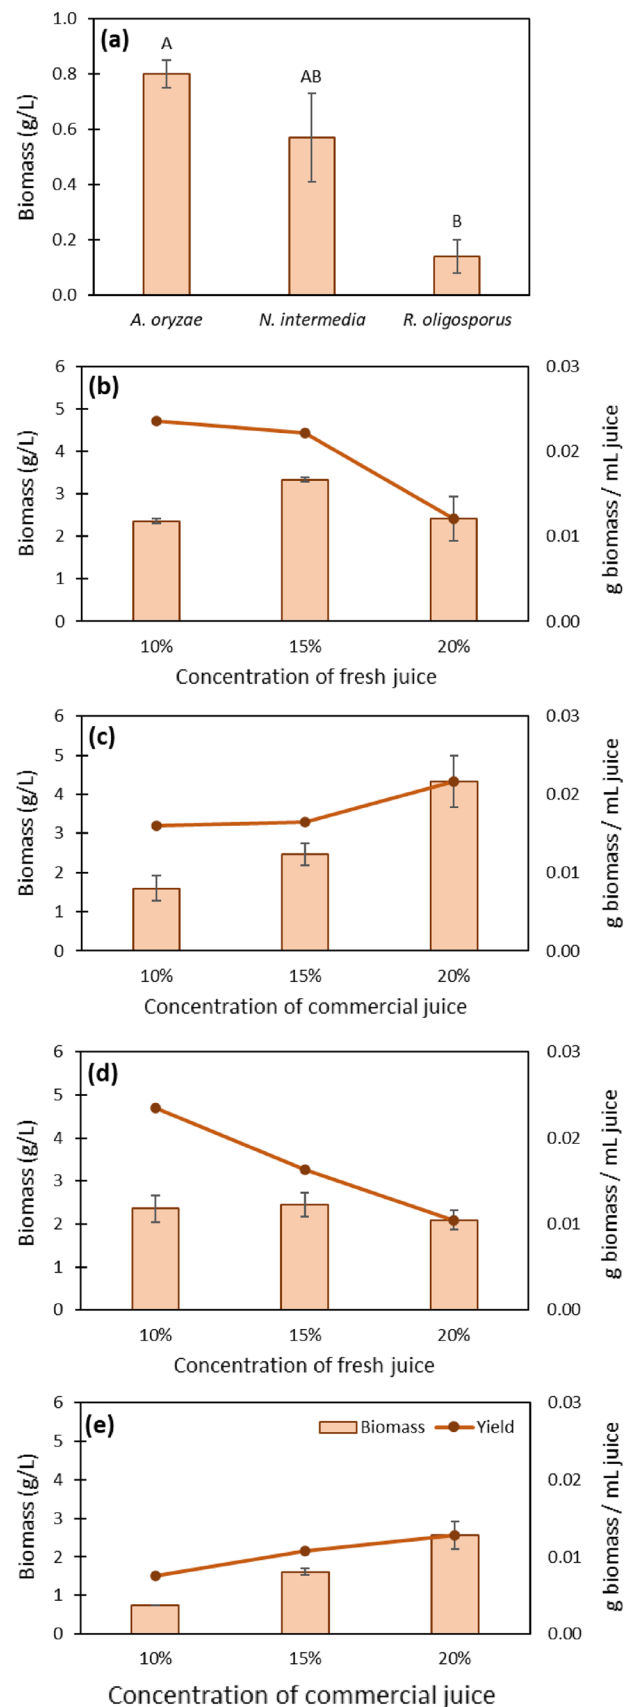 (a)
Biomass (g/L)
1.0
0.8
0.6
0.4
0.2
0.0
A
AB
B
A. oryzae N. intermedia R. oligosporus
(b)
Biomass (g/L)
6
5
4
3
2
1
0
0.03
0.02
0.01
0.00
g biomass / mL juice
10% 15% 20%
Concentration of fresh juice
(c)
Biomass (g/L)
6
5
4
3
2
1
0
0.03
0.02
0.01
0.00
g biomass / mL juice
10% 15% 20%
Concentration of commercial juice
(d)
Biomass (g/L)
6
5
4
3
2
1
0
0.03
0.02
0.01
0.00
g biomass / mL juice
10% 15% 20%
Concentration of fresh juice
(e)
Biomass Yield
Biomass (g/L)
6
5
4
3
2
1
0
0.03
0.02
0.01
0.00
g biomass / mL juice
10% 15% 20%
Concentration of commercial juice